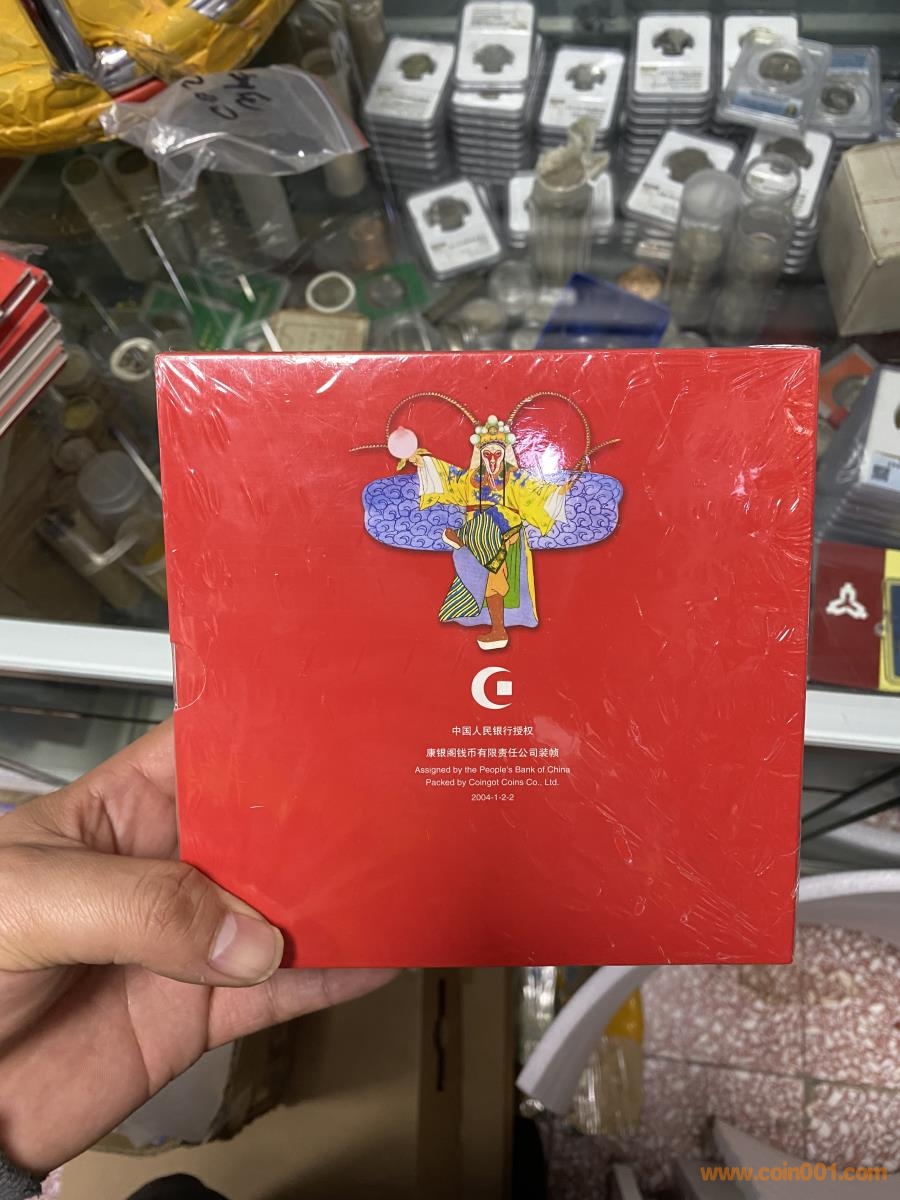 中国人民银行授权
康银阁钱币有限责任公司装帧
Assigned by the People's Bank of China
Packed by Coingot Coins Co., Ltd.
2004-1-2-2
www.coin001.com